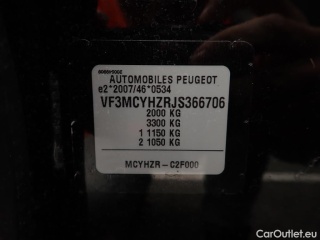 AUTOMOBILES PEUGEOT
e2*2007/46*0534
VF3MCYHZRJS366706
2000 KG
3300 KG
1 1150 KG
2 1050 KG
MCYHZR-C2F000
CarOutlet.eu